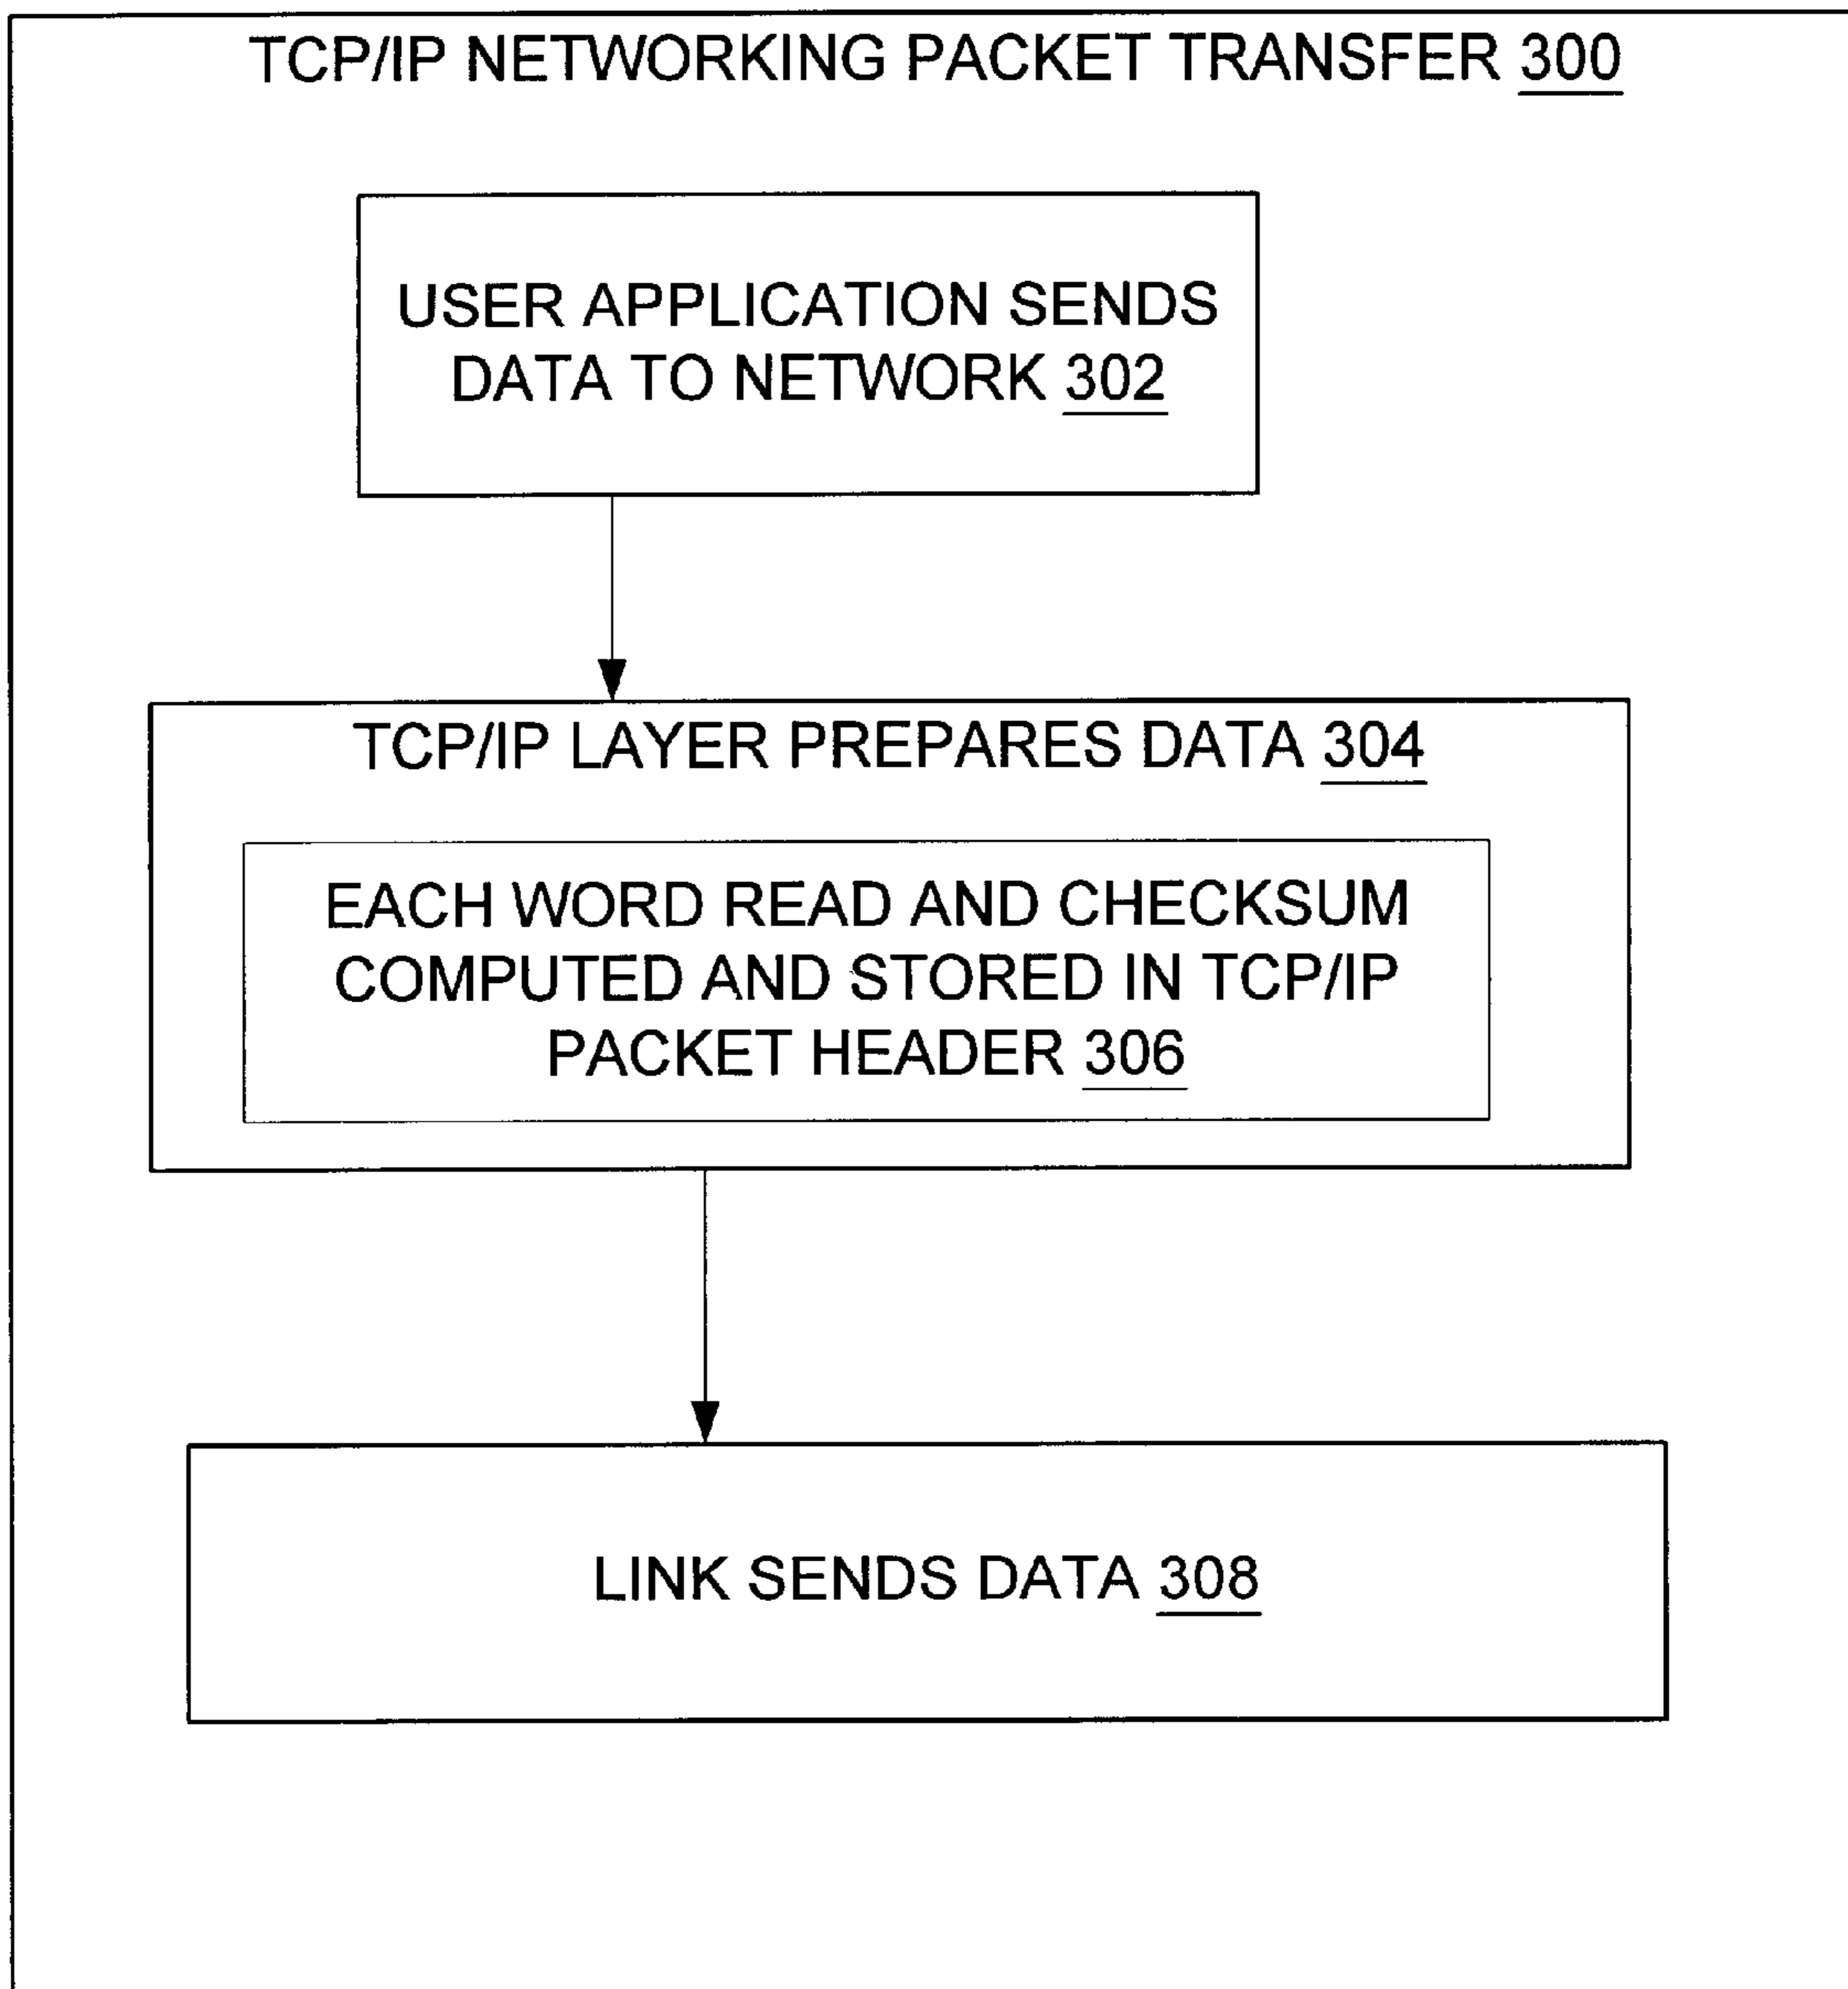 TCP/IP NETWORKING PACKET TRANSFER 300
USER APPLICATION SENDS
DATA TO NETWORK 302
TCP/IP LAYER PREPARES DATA 304
EACH WORD READ AND CHECKSUM
COMPUTED AND STORED IN TCP/IP
PACKET HEADER 306
LINK SENDS DATA 308